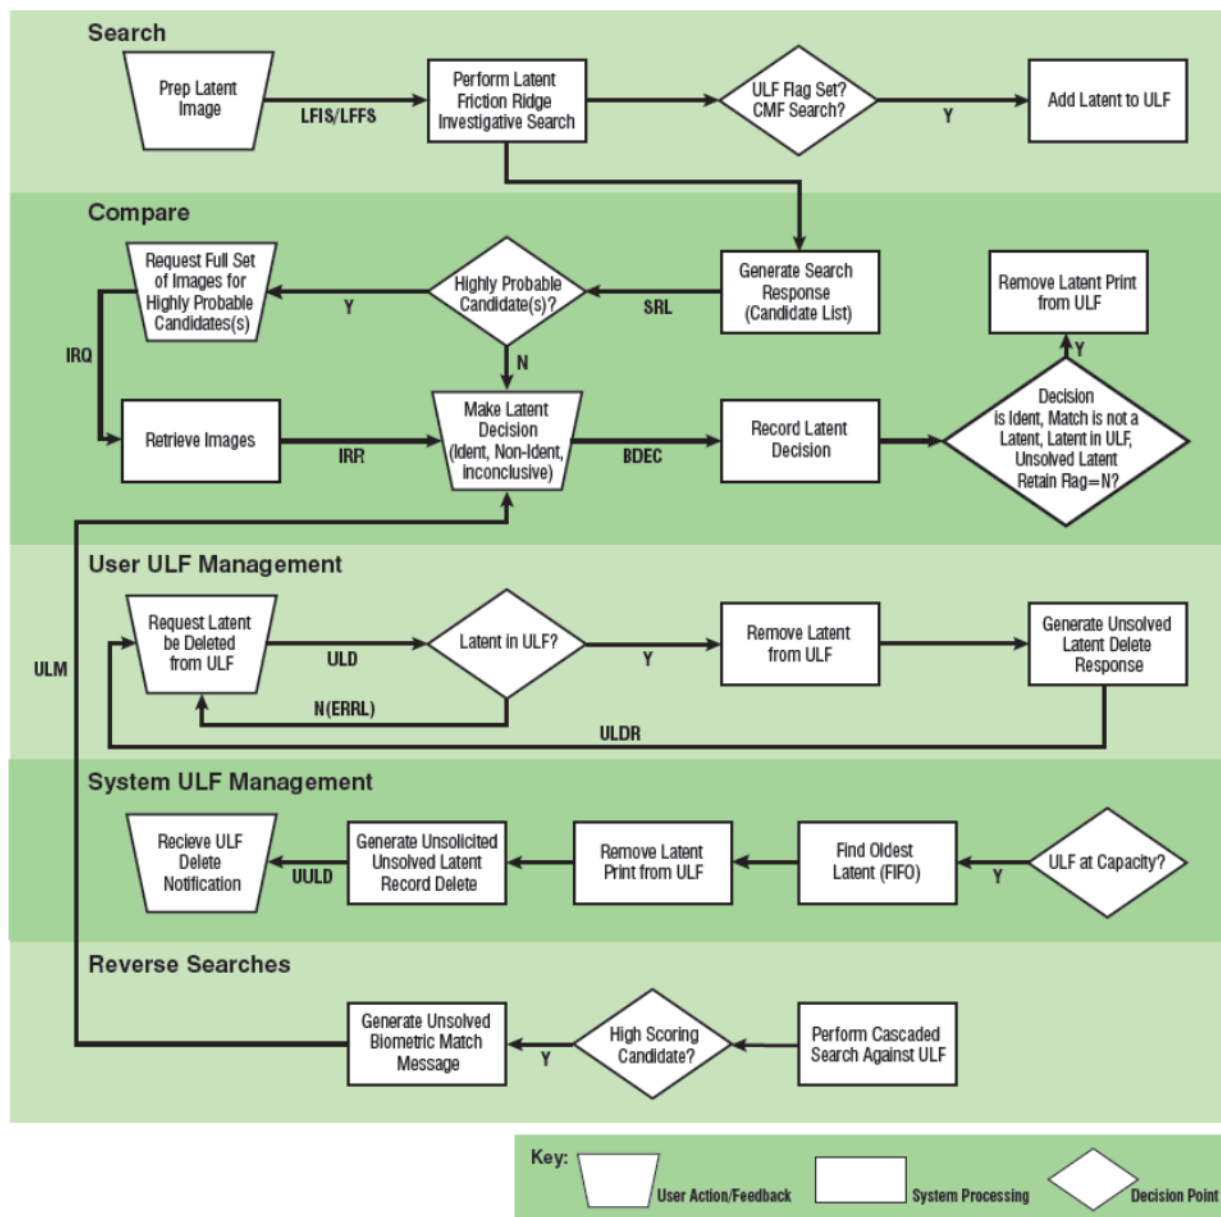 Search
Prep Latent
Image
LFIS/LFFS
Perform Latent
Friction Ridge
Investigative Search
ULF Flag Set?
CMF Search?
Y
Add Latent to ULF
Compare
Request Full Set
of Images for
Highly Probable
Candidates(s)
Y
Highly Probable
Candidate(s)?
SRL
Generate Search
Response
(Candidate List)
Remove Latent Print
from ULF
Y
IRQ
N
Retrieve Images
IRR
Make Latent
Decision
(Ident, Non-Ident,
inconclusive)
BDEC
Record Latent
Decision
Decision
is Ident, Match is not a
Latent, Latent in ULF,
Unsolved Latent
Retain Flag=N?
User ULF Management
Request Latent
be Deleted
from ULF
ULD
Latent in ULF?
Y
Remove Latent
from ULF
Generate Unsolved
Latent Delete
Response
ULM
N(ERRL)
ULDR
System ULF Management
Recieve ULF
Delete
Notification
UULD
Generate Unsolicited
Unsolved Latent
Record Delete
Remove Latent
Print from ULF
Find Oldest
Latent (FIFO)
Y
ULF at Capacity?
Reverse Searches
Generate Unsolved
Biometric Match
Message
Y
High Scoring
Candidate?
Perform Cascaded
Search Against ULF
Key:
User Action/Feedback
System Processing
Decision Point